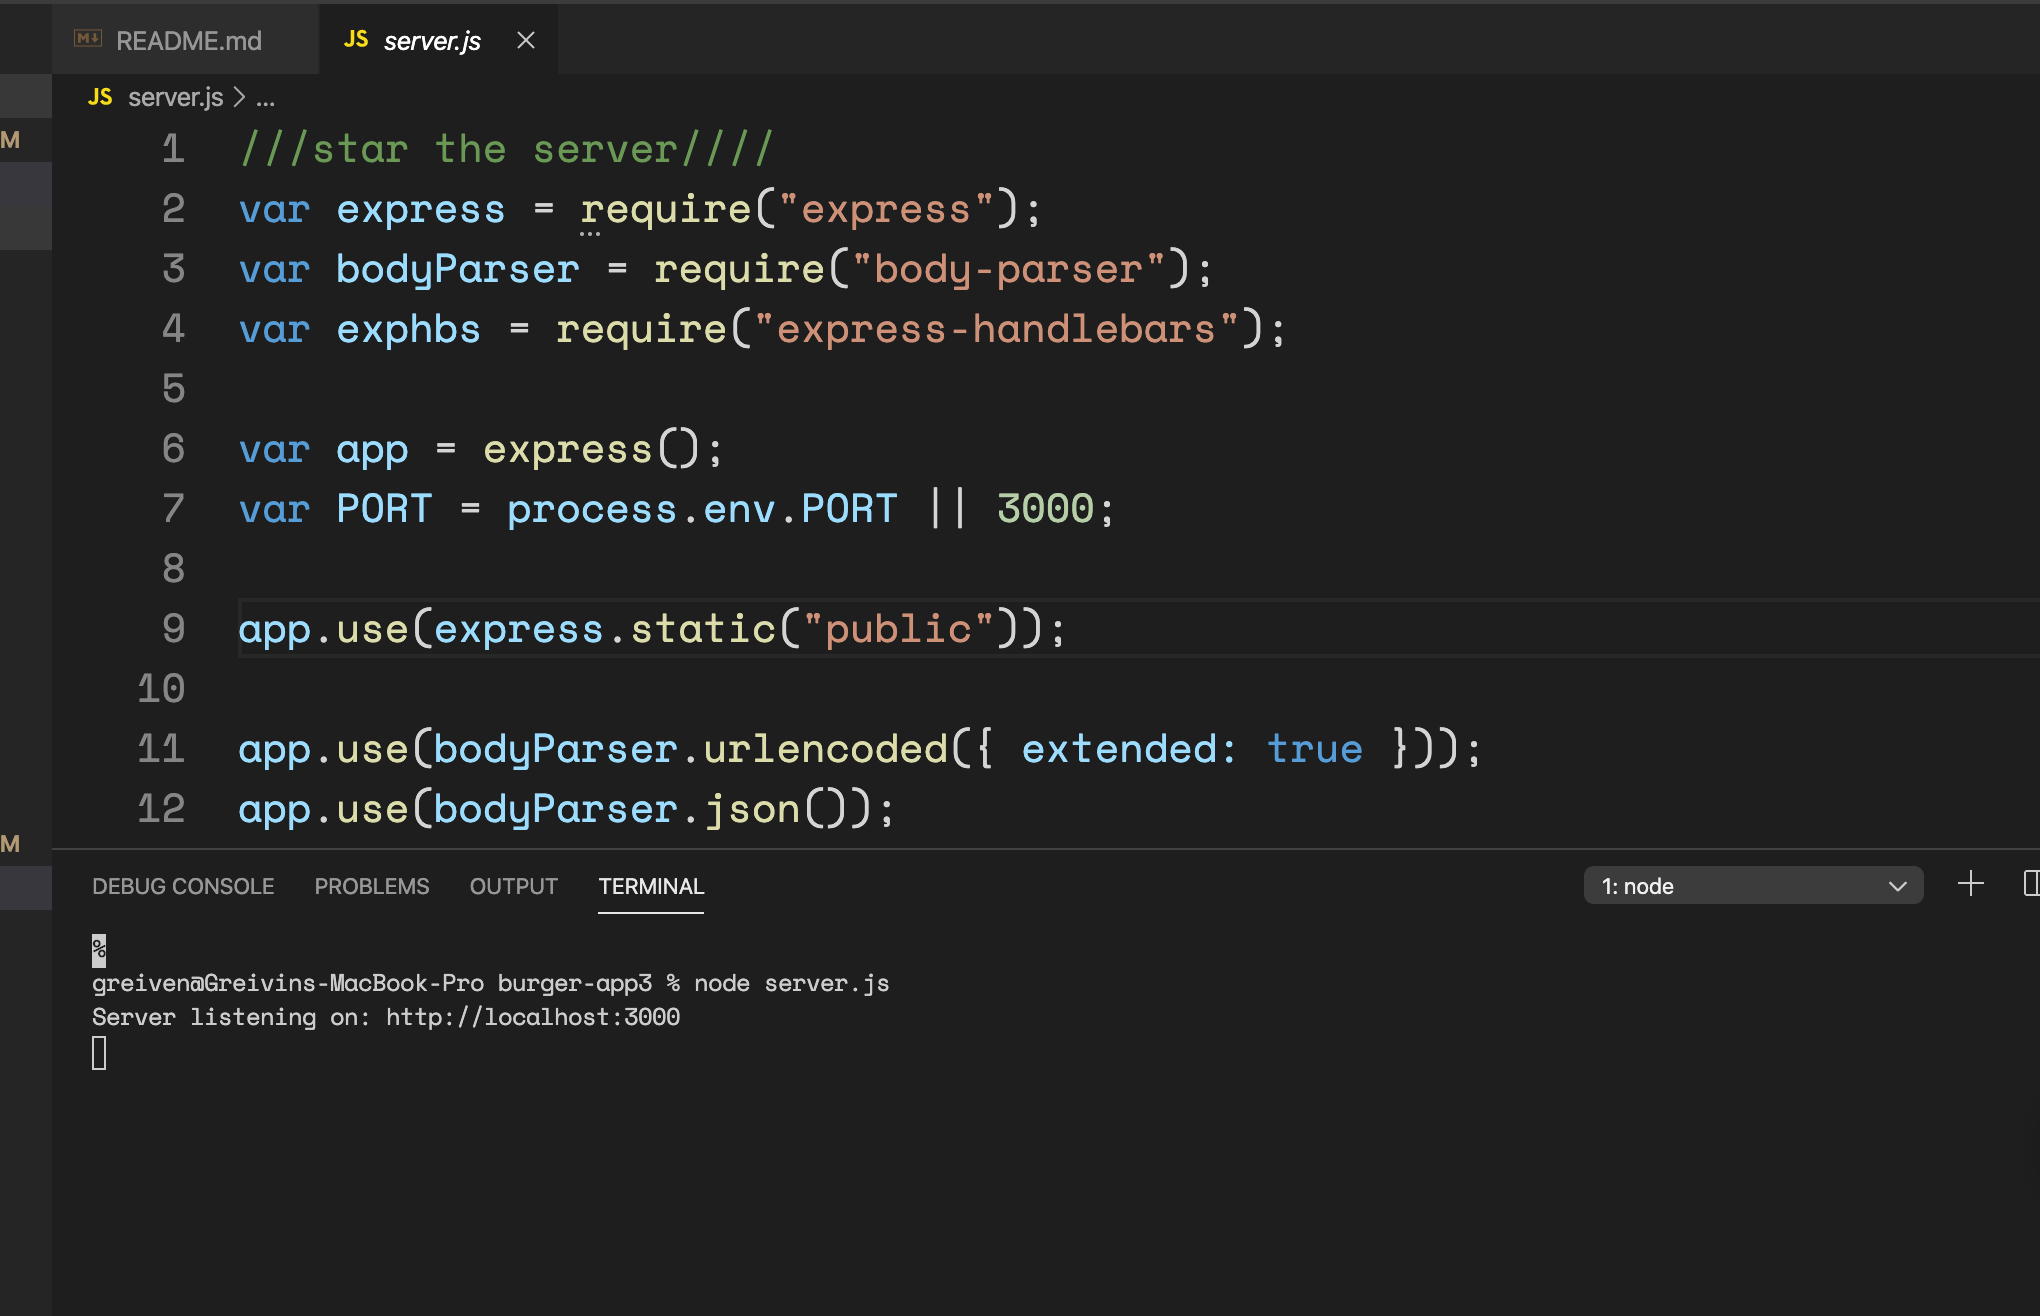 README.md
JS server.js
JS server.js > ...
M
1 ///star the server////
2 var express = require("express");
3 var bodyParser = require("body-parser");
4 var exphbs = require("express-handlebars");
5
6 var app = express();
7 var PORT = process.env.PORT || 3000;
8
9 app.use(express.static("public"));
10
11 app.use(bodyParser.urlencoded({ extended: true }));
12 app.use(bodyParser.json());
M
DEBUG CONSOLE PROBLEMS OUTPUT TERMINAL 1: node
%
greiven@Greivins-MacBook-Pro burger-app3 % node server.js
Server listening on: http://localhost:3000